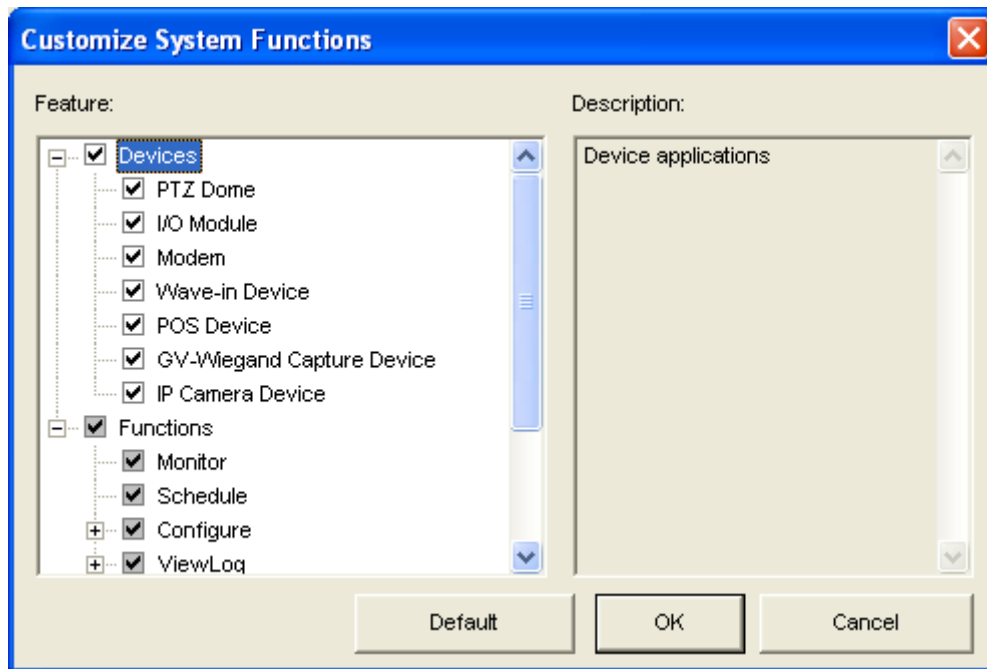 Customize System Functions
Feature:
Description:
Devices
PTZ Dome
I/O Module
Modem
Wave-in Device
POS Device
GV-Wiegand Capture Device
IP Camera Device
Functions
Monitor
Schedule
Configure
ViewLog
Device applications
Default
OK
Cancel